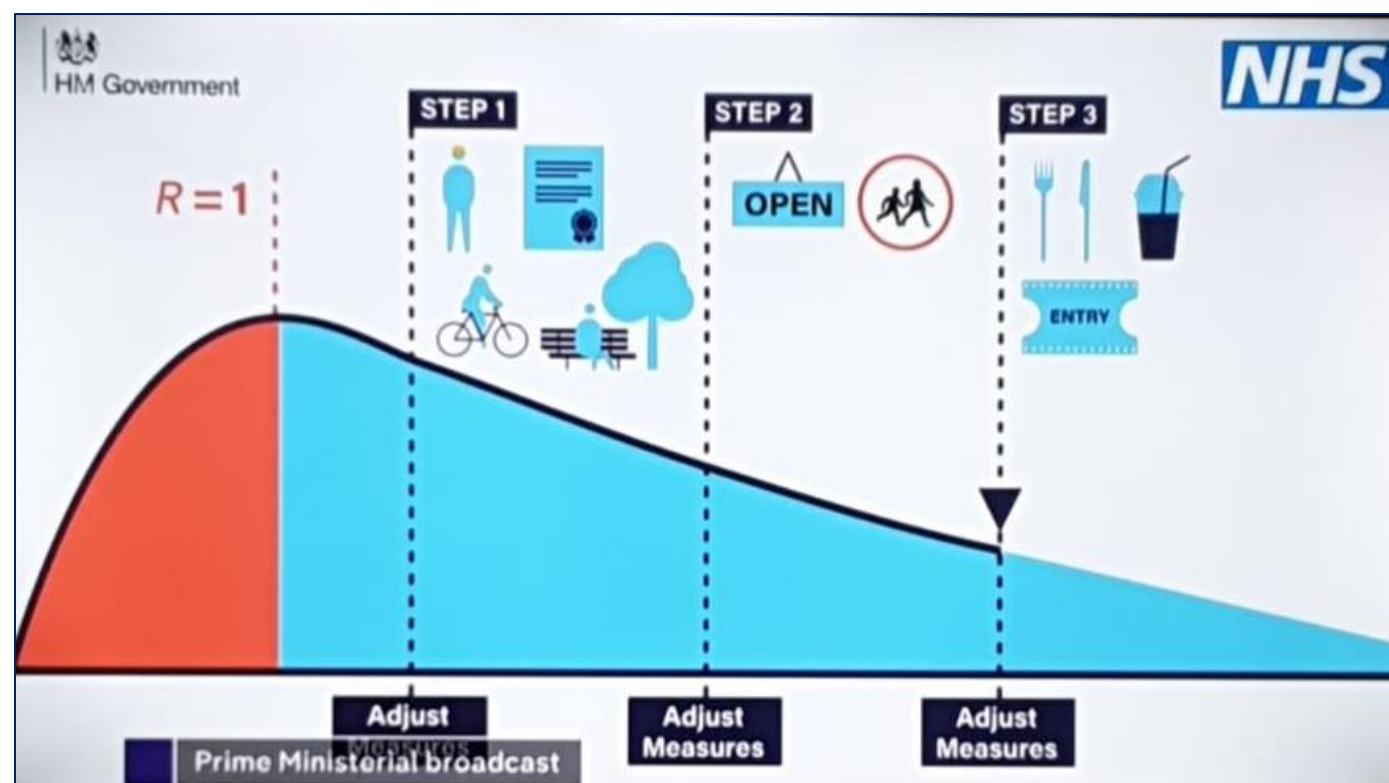 HM Government
NHS
STEP 1
STEP 2
STEP 3
R = 1
OPEN
ENTRY
Adjust
Measures
Adjust
Measures
Adjust
Measures
Prime Ministerial broadcast